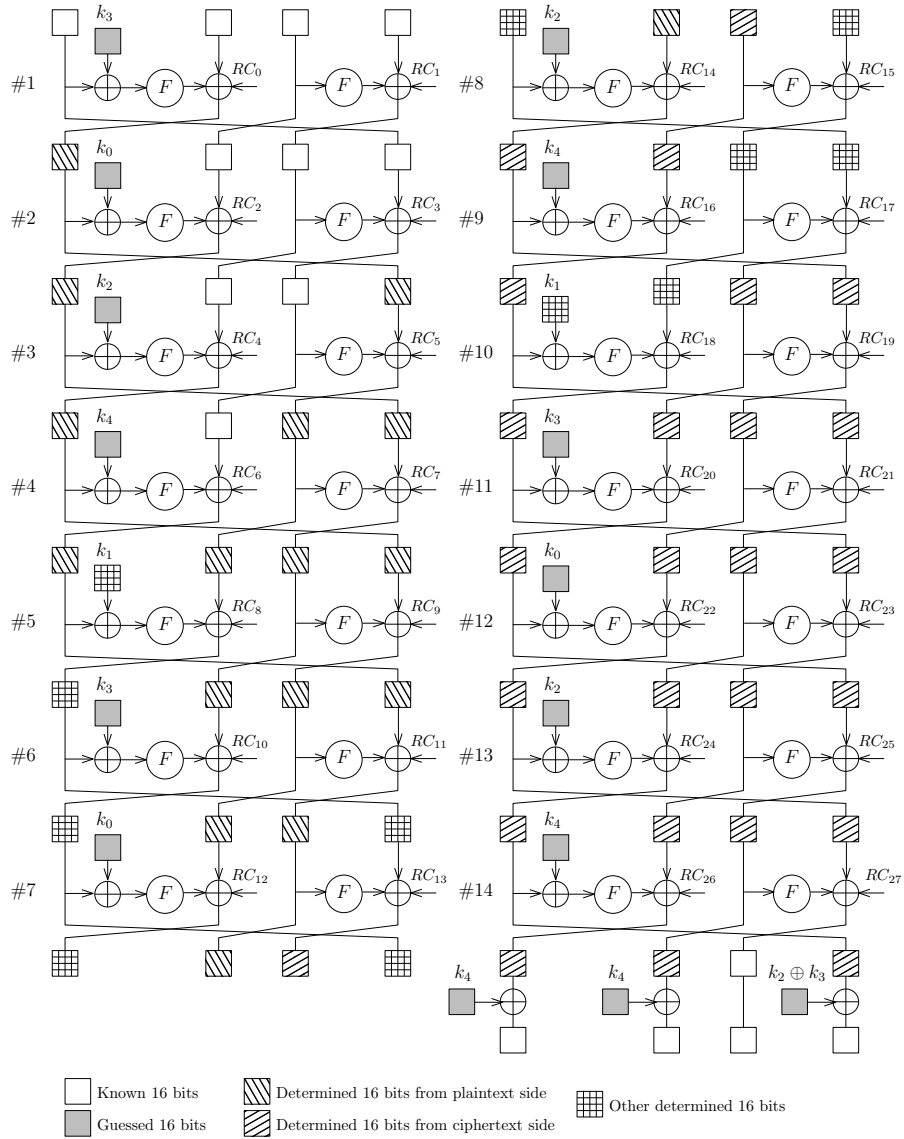 k₃ k₂
#1 F RC₀ F RC₁ #8 F RC₁₄ F RC₁₅
k₀ k₄
#2 F RC₂ F RC₃ #9 F RC₁₆ F RC₁₇
k₂ k₁
#3 F RC₄ F RC₅ #10 F RC₁₈ F RC₁₉
k₄ k₃
#4 F RC₆ F RC₇ #11 F RC₂₀ F RC₂₁
k₁ k₀
#5 F RC₈ F RC₉ #12 F RC₂₂ F RC₂₃
k₃ k₂
#6 F RC₁₀ F RC₁₁ #13 F RC₂₄ F RC₂₅
k₀ k₄
#7 F RC₁₂ F RC₁₃ #14 F RC₂₆ F RC₂₇
k₄ k₄ k₂ ⊕ k₃
Known 16 bits Determined 16 bits from plaintext side Other determined 16 bits
Guessed 16 bits Determined 16 bits from ciphertext side